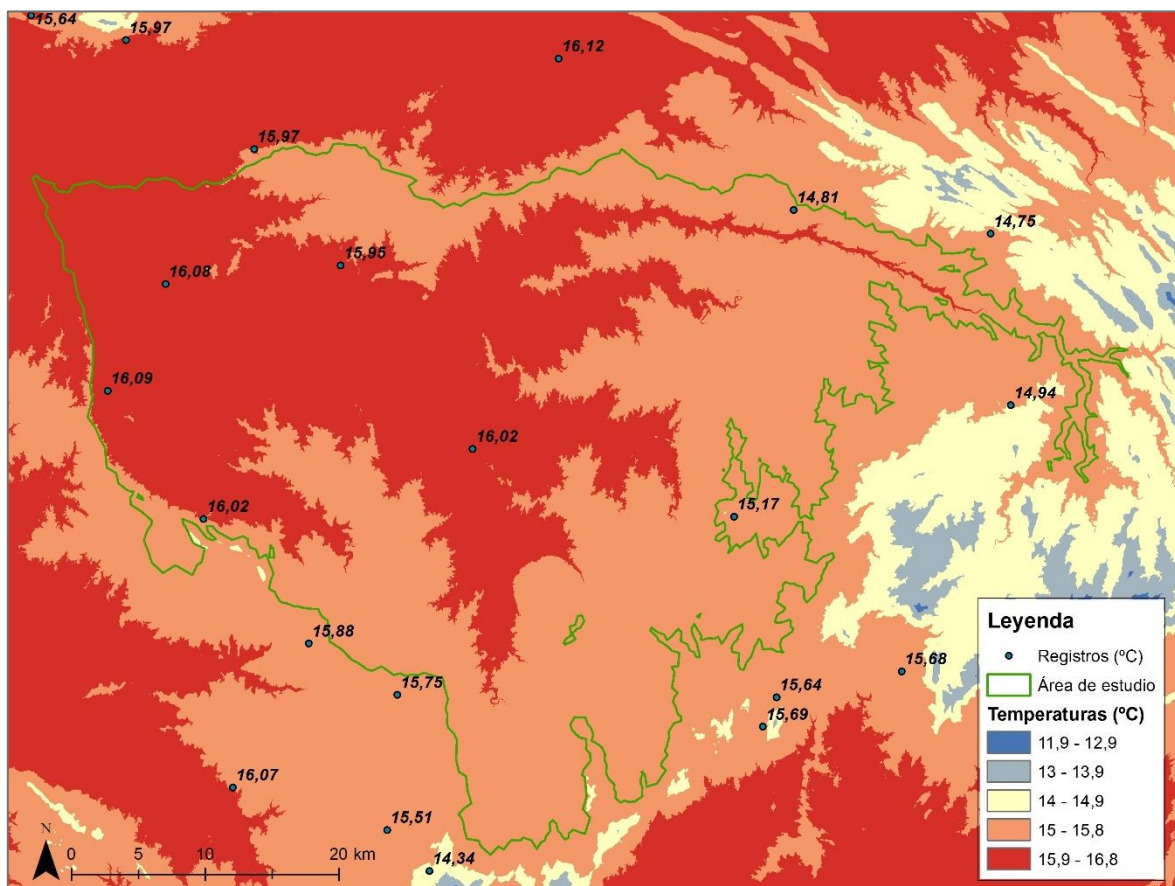 15,64
15,97
16,12
15,97
14,81
14,75
15,95
16,08
16,09
14,94
16,02
15,17
16,02
15,88
15,68
15,75
15,64
15,69
16,07
15,51
14,34
N
0 5 10 20 km
Leyenda
Registros (ºC)
Área de estudio
Temperaturas (ºC)
11,9 - 12,9
13 - 13,9
14 - 14,9
15 - 15,8
15,9 - 16,8